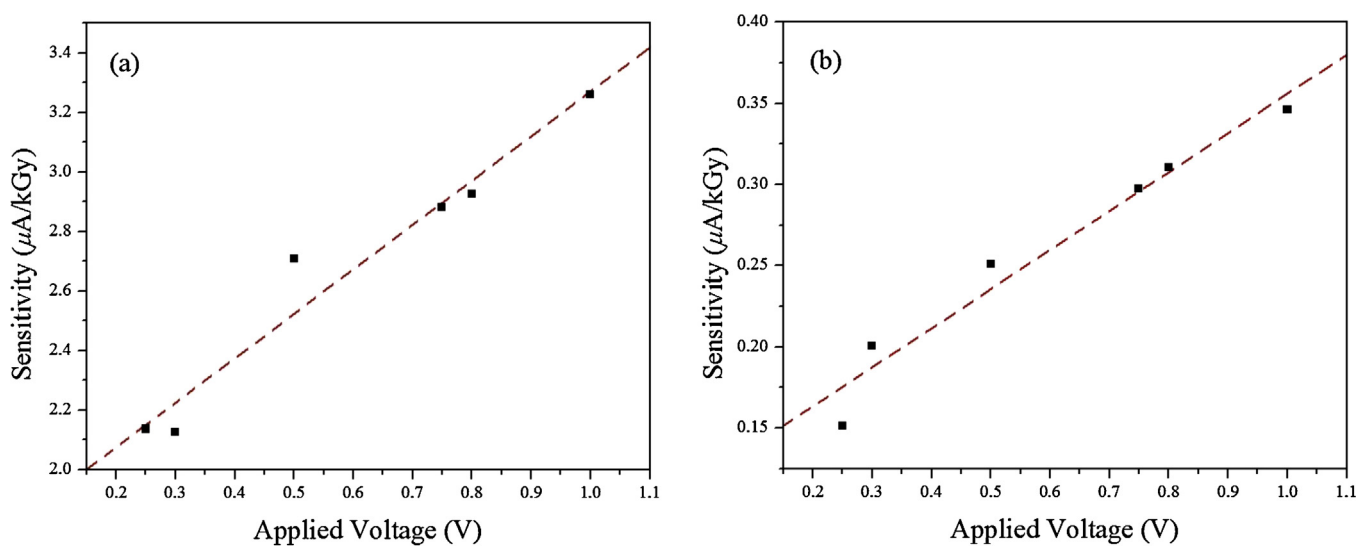 (a)
Sensitivity (μA/kGy)
3.4
3.2
3.0
2.8
2.6
2.4
2.2
2.0
0.2 0.3 0.4 0.5 0.6 0.7 0.8 0.9 1.0 1.1
Applied Voltage (V)
(b)
Sensitivity (μA/kGy)
0.40
0.35
0.30
0.25
0.20
0.15
0.2 0.3 0.4 0.5 0.6 0.7 0.8 0.9 1.0 1.1
Applied Voltage (V)